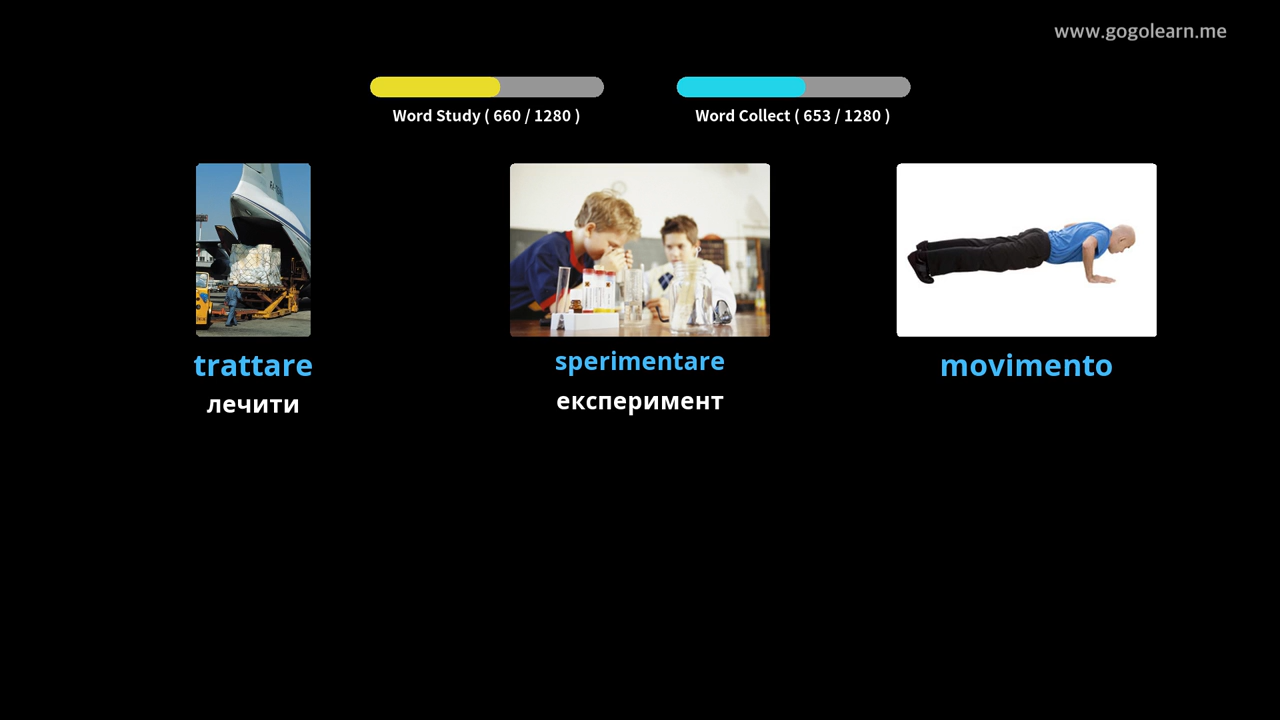 www.gogolearn.me
Word Study ( 660 / 1280 )
Word Collect ( 653 / 1280 )
trattare
лечити
sperimentare
експеримент
movimento